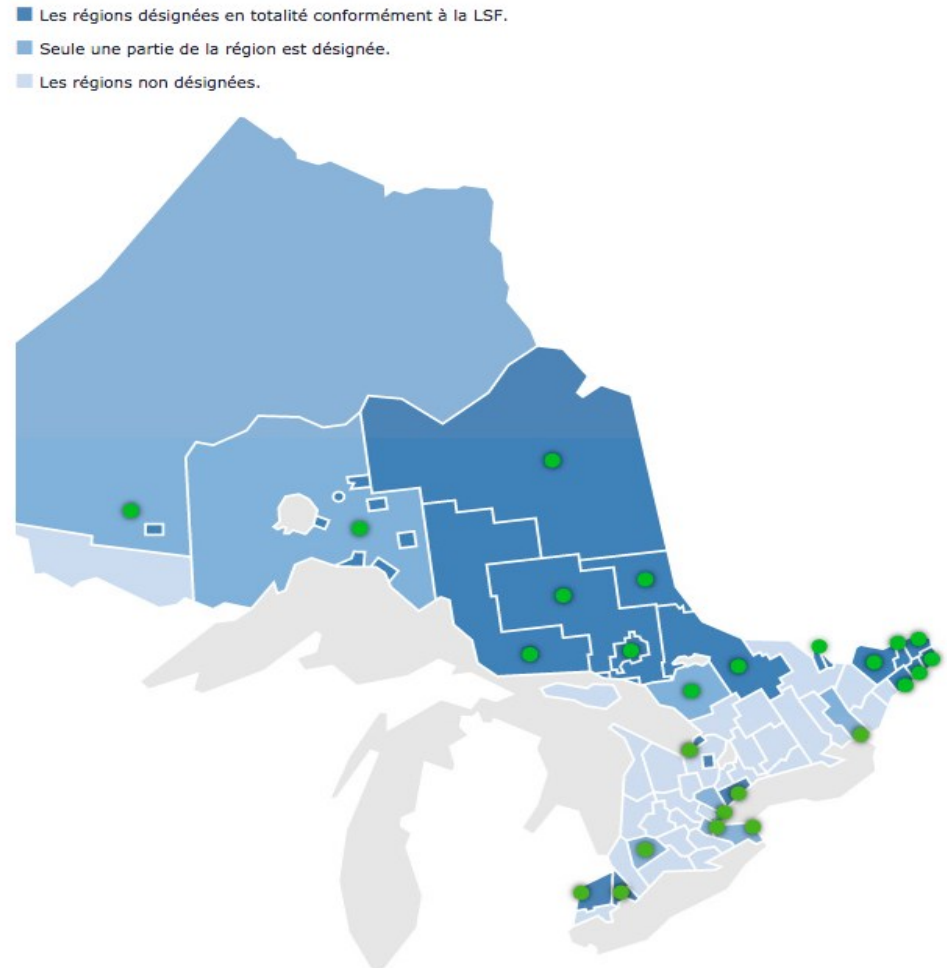 Les régions désignées en totalité conformément à la LSF.
Seule une partie de la région est désignée.
Les régions non désignées.